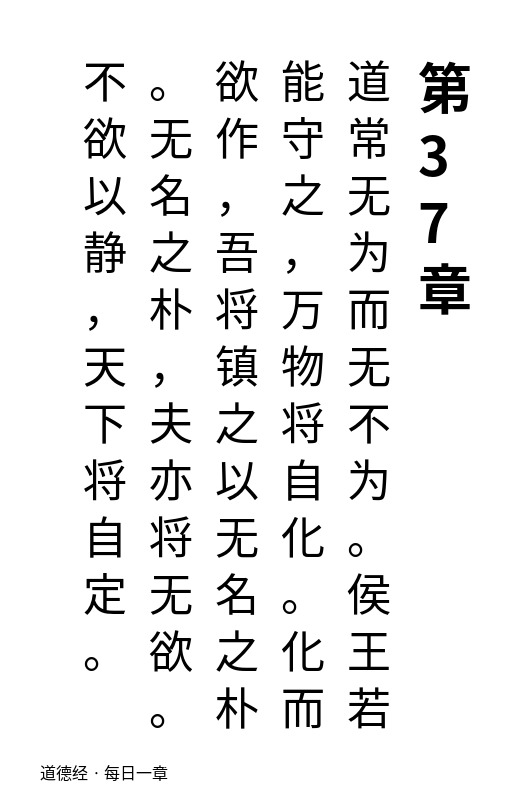 第37章
道常无为而无不为。侯王若
能守之，万物将自化。化而
欲作，吾将镇之以无名之朴
。无名之朴，夫亦将无欲。
不欲以静，天下将自定。
道德经 · 每日一章